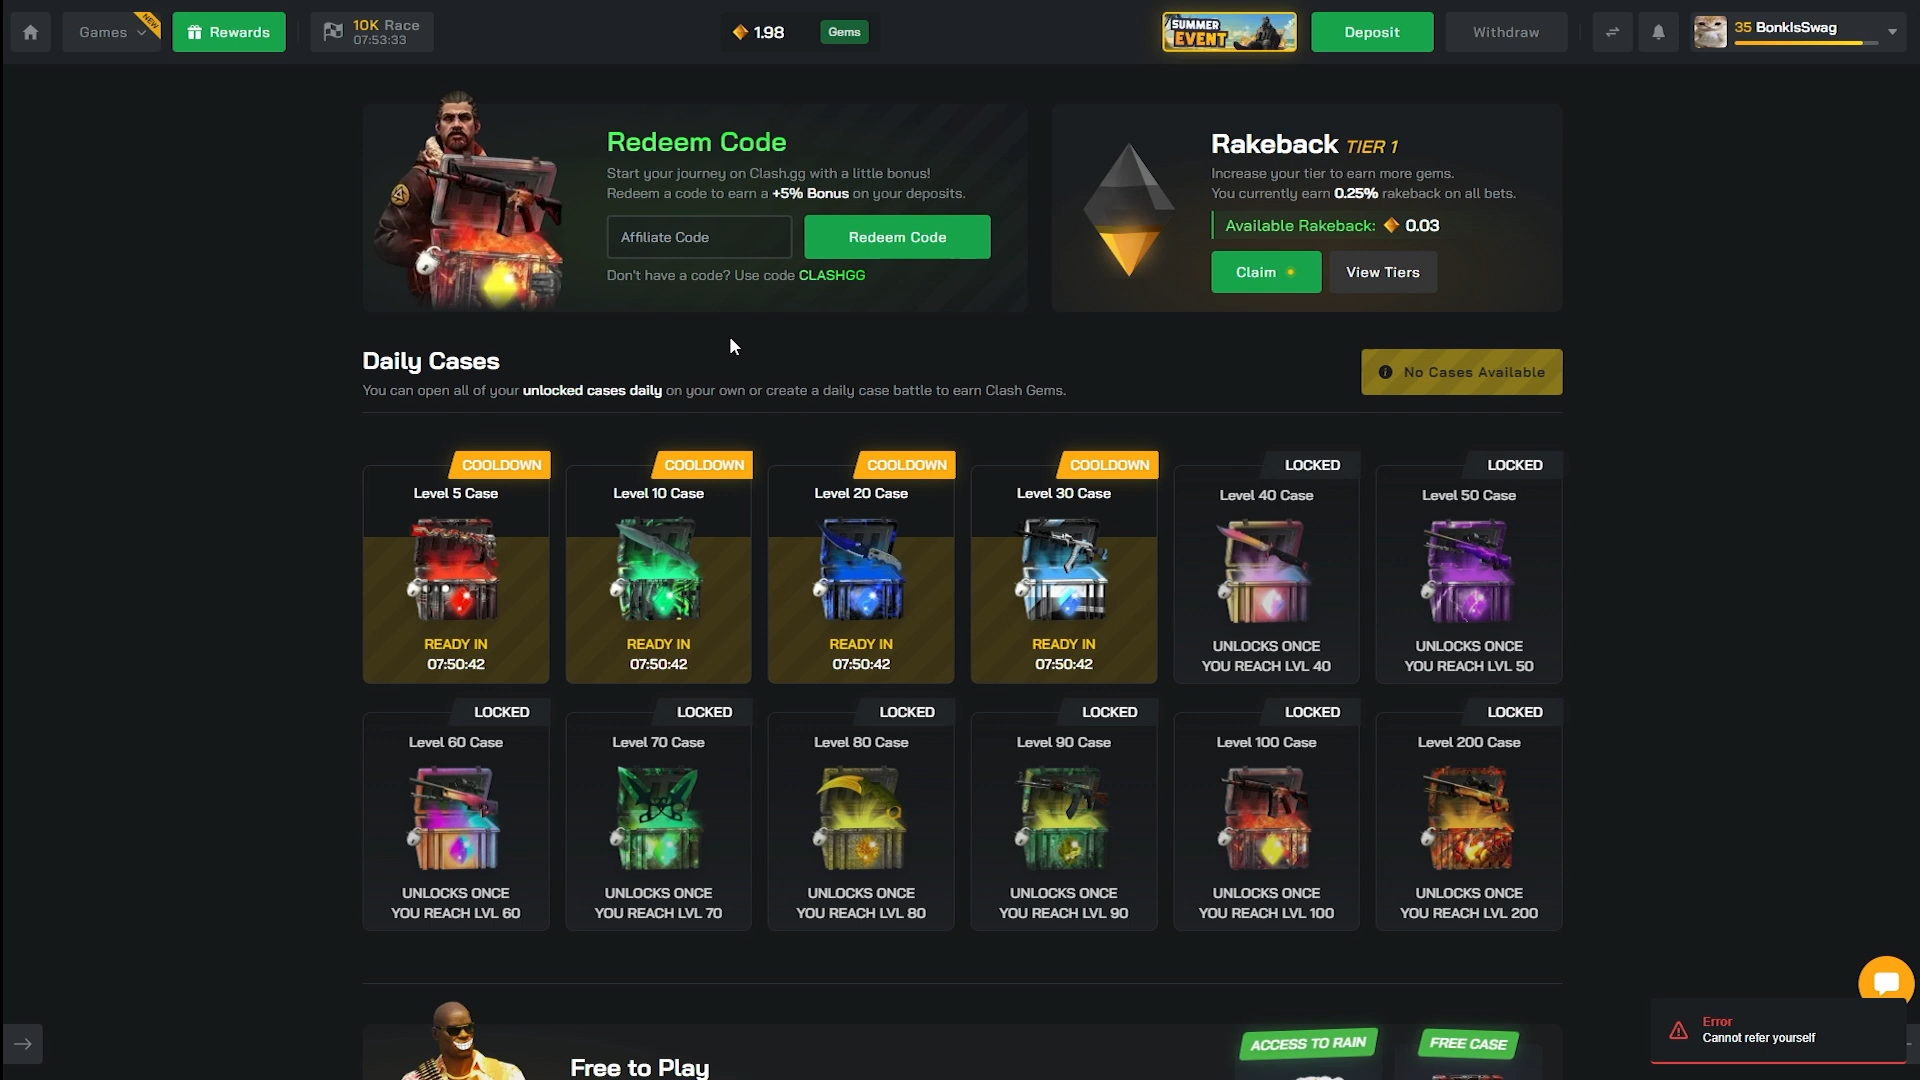 Games
NEW
Rewards
10K Race
07:53:33
1.98
Gems
SUMMER
EVENT
Deposit
Withdraw
35 BonkIsSwag
Redeem Code
Start your journey on Clash.gg with a little bonus!
Redeem a code to earn a +5% Bonus on your deposits.
Affiliate Code
Redeem Code
Don't have a code? Use code CLASHGG
Rakeback TIER 1
Increase your tier to earn more gems.
You currently earn 0.25% rakeback on all bets.
Available Rakeback: 0.03
Claim
View Tiers
Daily Cases
You can open all of your unlocked cases daily on your own or create a daily case battle to earn Clash Gems.
No Cases Available
COOLDOWN
Level 5 Case
READY IN
07:50:42
COOLDOWN
Level 10 Case
READY IN
07:50:42
COOLDOWN
Level 20 Case
READY IN
07:50:42
COOLDOWN
Level 30 Case
READY IN
07:50:42
LOCKED
Level 40 Case
UNLOCKS ONCE
YOU REACH LVL 40
LOCKED
Level 50 Case
UNLOCKS ONCE
YOU REACH LVL 50
LOCKED
Level 60 Case
UNLOCKS ONCE
YOU REACH LVL 60
LOCKED
Level 70 Case
UNLOCKS ONCE
YOU REACH LVL 70
LOCKED
Level 80 Case
UNLOCKS ONCE
YOU REACH LVL 80
LOCKED
Level 90 Case
UNLOCKS ONCE
YOU REACH LVL 90
LOCKED
Level 100 Case
UNLOCKS ONCE
YOU REACH LVL 100
LOCKED
Level 200 Case
UNLOCKS ONCE
YOU REACH LVL 200
Free to Play
ACCESS TO RAIN
FREE CASE
Error
Cannot refer yourself